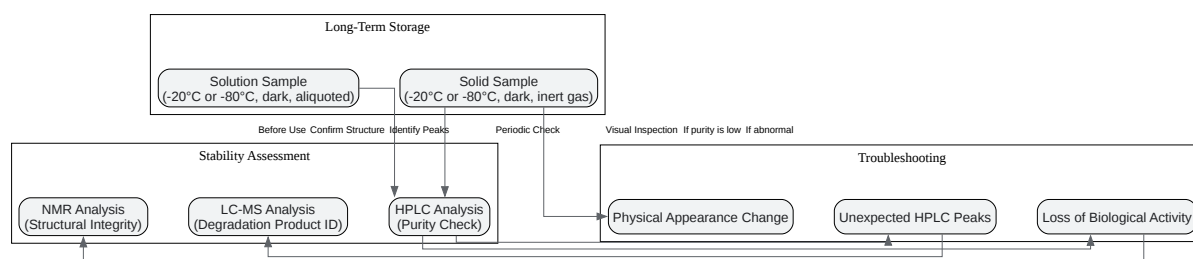 Long-Term Storage
Solution Sample
(-20°C or -80°C, dark, aliquoted)
Solid Sample
(-20°C or -80°C, dark, inert gas)
Before Use
Confirm Structure
Identify Peaks
Periodic Check
Visual Inspection
If purity is low
If abnormal
Stability Assessment
NMR Analysis
(Structural Integrity)
LC-MS Analysis
(Degradation Product ID)
HPLC Analysis
(Purity Check)
Troubleshooting
Physical Appearance Change
Unexpected HPLC Peaks
Loss of Biological Activity